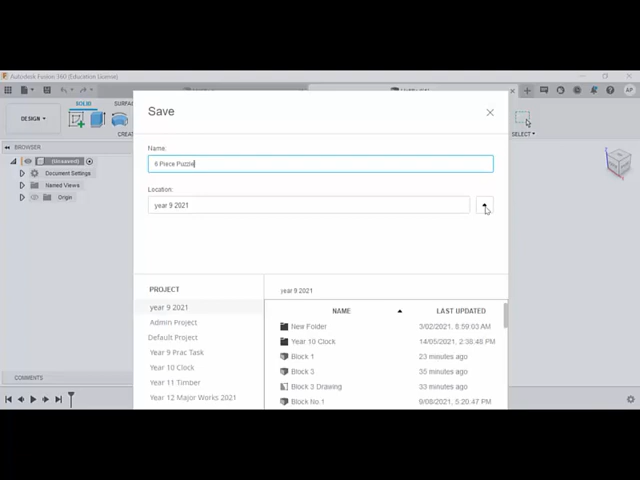 Autodesk Fusion 360 (Education License)
AP
SOLID
SURFA
DESIGN
CREAT
SELECT
BROWSER
(Unsaved)
Document Settings
Named Views
Origin
COMMENTS
Save
Name:
6 Piece Puzzle
Location:
year 9 2021
PROJECT
year 9 2021
Admin Project
Default Project
Year 9 Prac Task
Year 10 Clock
Year 11 Timber
Year 12 Major Works 2021
year 9 2021
NAME LAST UPDATED
New Folder 3/02/2021, 8:59:03 AM
Year 10 Clock 14/05/2021, 2:38:48 PM
Block 1 23 minutes ago
Block 3 35 minutes ago
Block 3 Drawing 33 minutes ago
Block No.1 9/08/2021, 5:20:47 PM